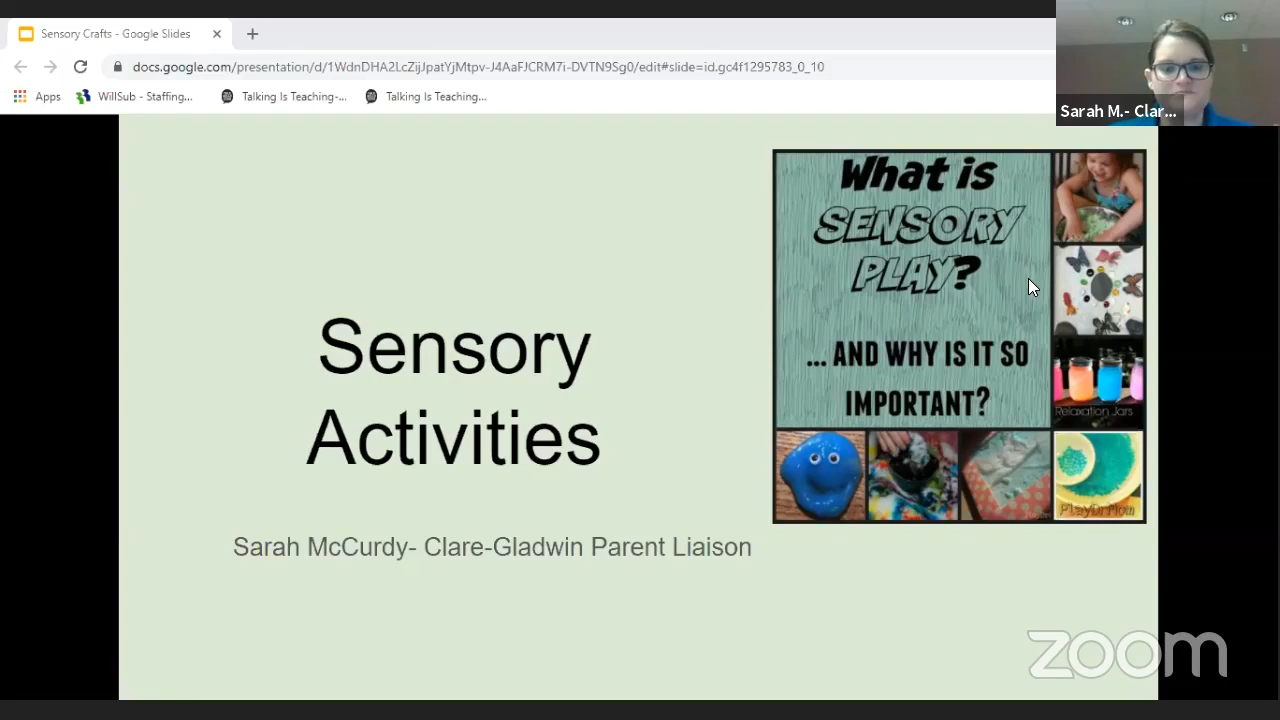 Sensory Crafts - Google Slides
docs.google.com/presentation/d/1WdnDHA2LcZijJpatYjMtpv-J4AaFJCRM7i-DVTN9Sg0/edit#slide=id.gc4f1295783_0_10
Apps WillSub - Staffing... Talking Is Teaching-... Talking Is Teaching...
Sarah M.- Clar...
What is
SENSORY
PLAY?
... AND WHY IS IT SO
IMPORTANT?
Relaxation Jars
PlayDrMom
Sensory
Activities
Sarah McCurdy- Clare-Gladwin Parent Liaison
zoom